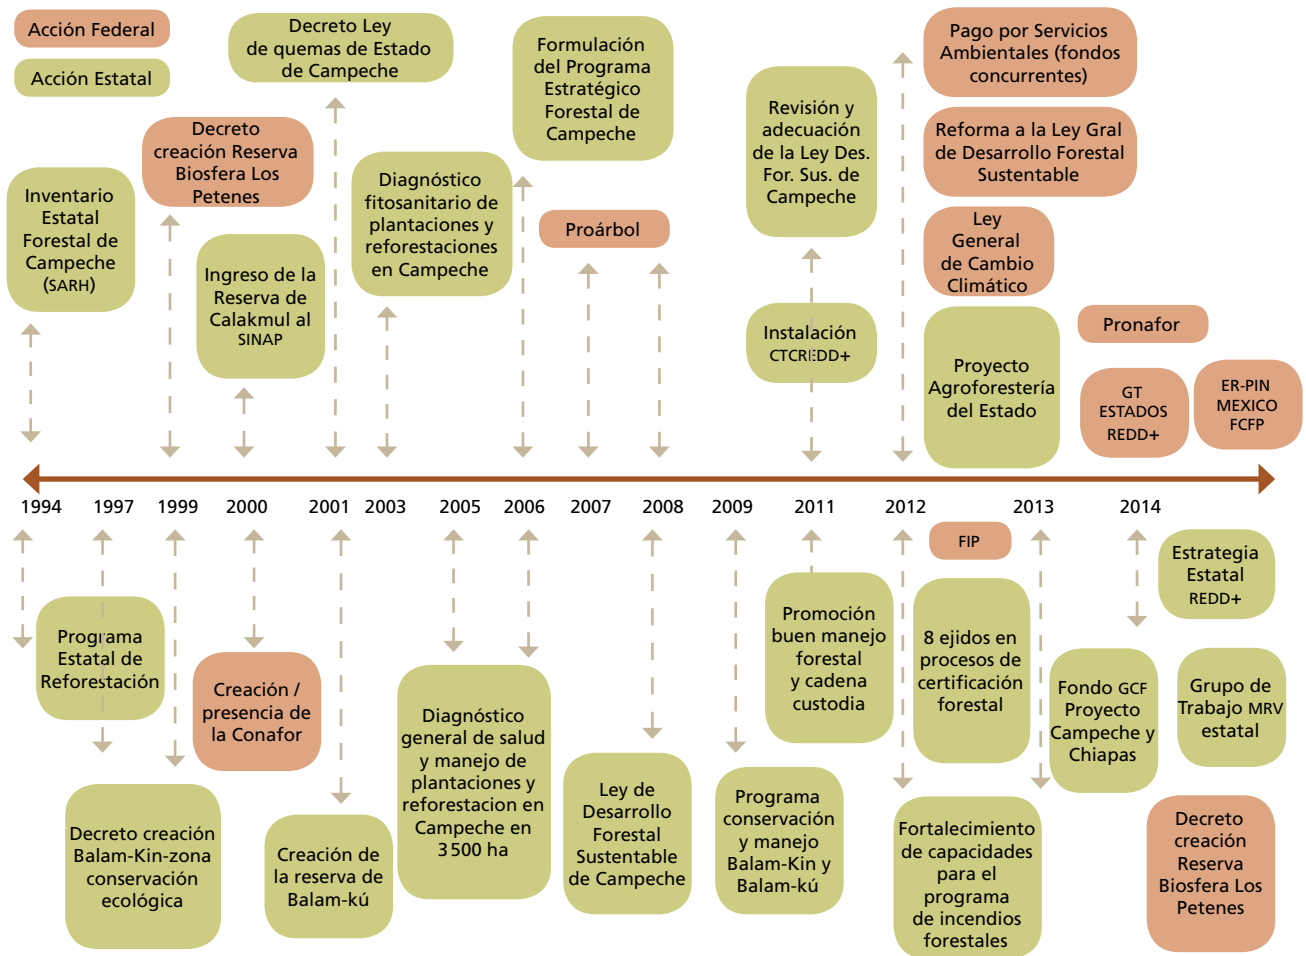 Acción Federal
Acción Estatal
Inventario
Estatal
Forestal de
Campeche
(SARH)
Decreto
creación Reserva
Biosfera Los
Petenes
Ingreso de la
Reserva de
Calakmul al
SINAP
Decreto Ley
de quemas de Estado
de Campeche
Diagnóstico
fitosanitario de
plantaciones y
reforestaciones
en Campeche
Formulación
del Programa
Estratégico
Forestal de
Campeche
Proárbol
Revisión y
adecuación
de la Ley Des.
For. Sus. de
Campeche
Instalación
CTCREDD+
Pago por Servicios
Ambientales (fondos
concurrentes)
Reforma a la Ley Gral
de Desarrollo Forestal
Sustentable
Ley
General
de Cambio
Climático
Proyecto
Agroforestería
del Estado
Pronafor
GT
ESTADOS
REDD+
ER-PIN
MEXICO
FCFP
1994 1997 1999 2000 2001 2003 2005 2006 2007 2008 2009 2011 2012 2013 2014
Programa
Estatal de
Reforestación
Decreto creación
Balam-Kin-zona
conservación
ecológica
Creación /
presencia de
la Conafor
Creación de
la reserva de
Balam-kú
Diagnóstico
general de salud
y manejo de
plantaciones y
reforestacion en
Campeche en
3 500 ha
Ley de
Desarrollo
Forestal
Sustentable
de Campeche
Programa
conservación
y manejo
Balam-Kin y
Balam-kú
Promoción
buen manejo
forestal
y cadena
custodia
FIP
8 ejidos en
procesos de
certificación
forestal
Fortalecimiento
de capacidades
para el
programa
de incendios
forestales
Fondo GCF
Proyecto
Campeche y
Chiapas
Estrategia
Estatal
REDD+
Grupo de
Trabajo MRV
estatal
Decreto
creación
Reserva
Biosfera Los
Petenes